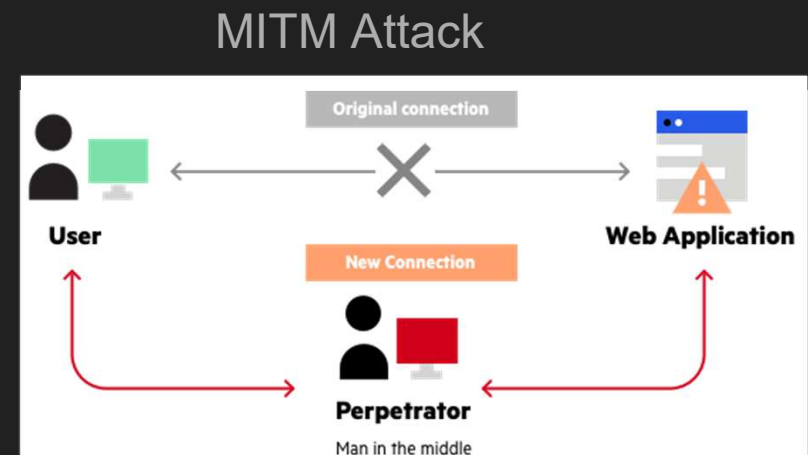 MITM Attack
Original connection
User
Web Application
New Connection
Perpetrator
Man in the middle